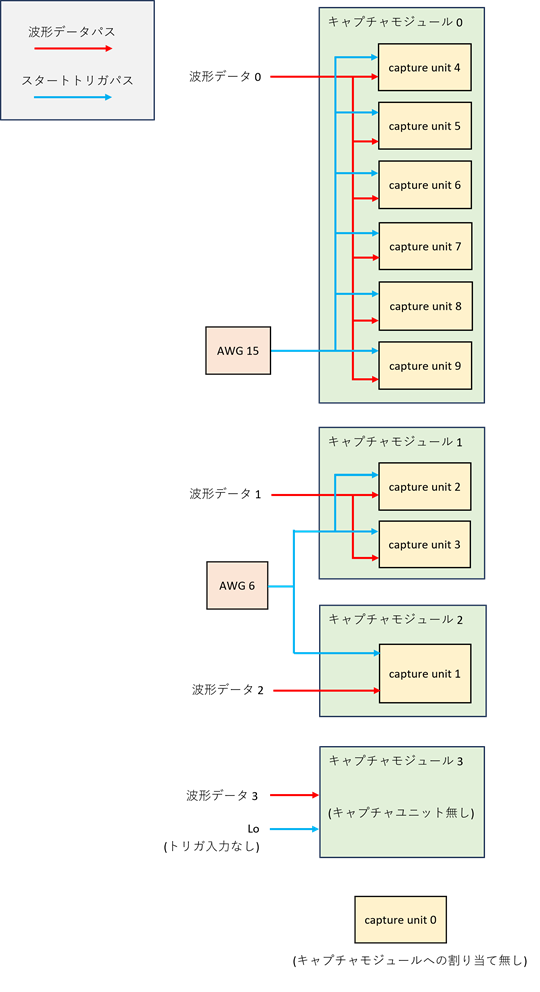 波形データパス
スタートトリガパス
キャプチャモジュール 0
波形データ 0
capture unit 4
capture unit 5
capture unit 6
capture unit 7
capture unit 8
AWG 15
capture unit 9
キャプチャモジュール 1
波形データ 1
capture unit 2
capture unit 3
AWG 6
キャプチャモジュール 2
capture unit 1
波形データ 2
キャプチャモジュール 3
波形データ 3
(キャプチャユニット無し)
Lo
(トリガ入力なし)
capture unit 0
(キャプチャモジュールへの割り当て無し)